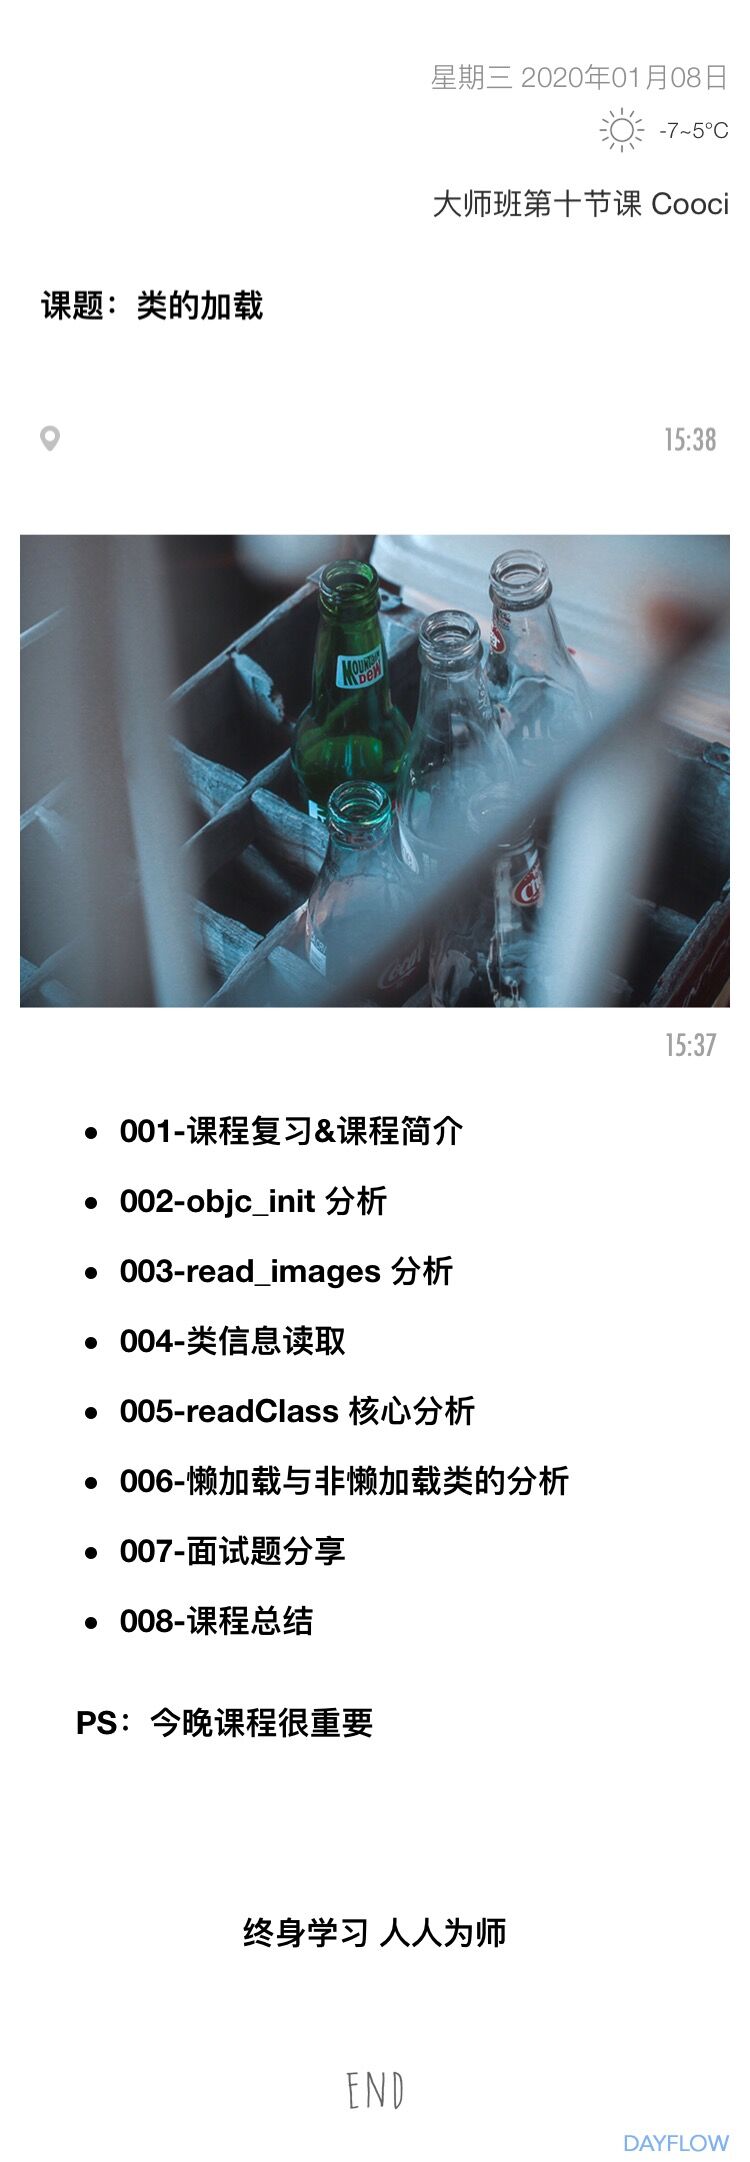 星期三 2020年01月08日
-7~5°C
大师班第十节课 Cooci
课题：类的加载
15:38
MOUNTAIN
DEW
15:37
001-课程复习&课程简介
002-objc_init 分析
003-read_images 分析
004-类信息读取
005-readClass 核心分析
006-懒加载与非懒加载类的分析
007-面试题分享
008-课程总结
PS：今晚课程很重要
终身学习 人人为师
END
DAYFLOW